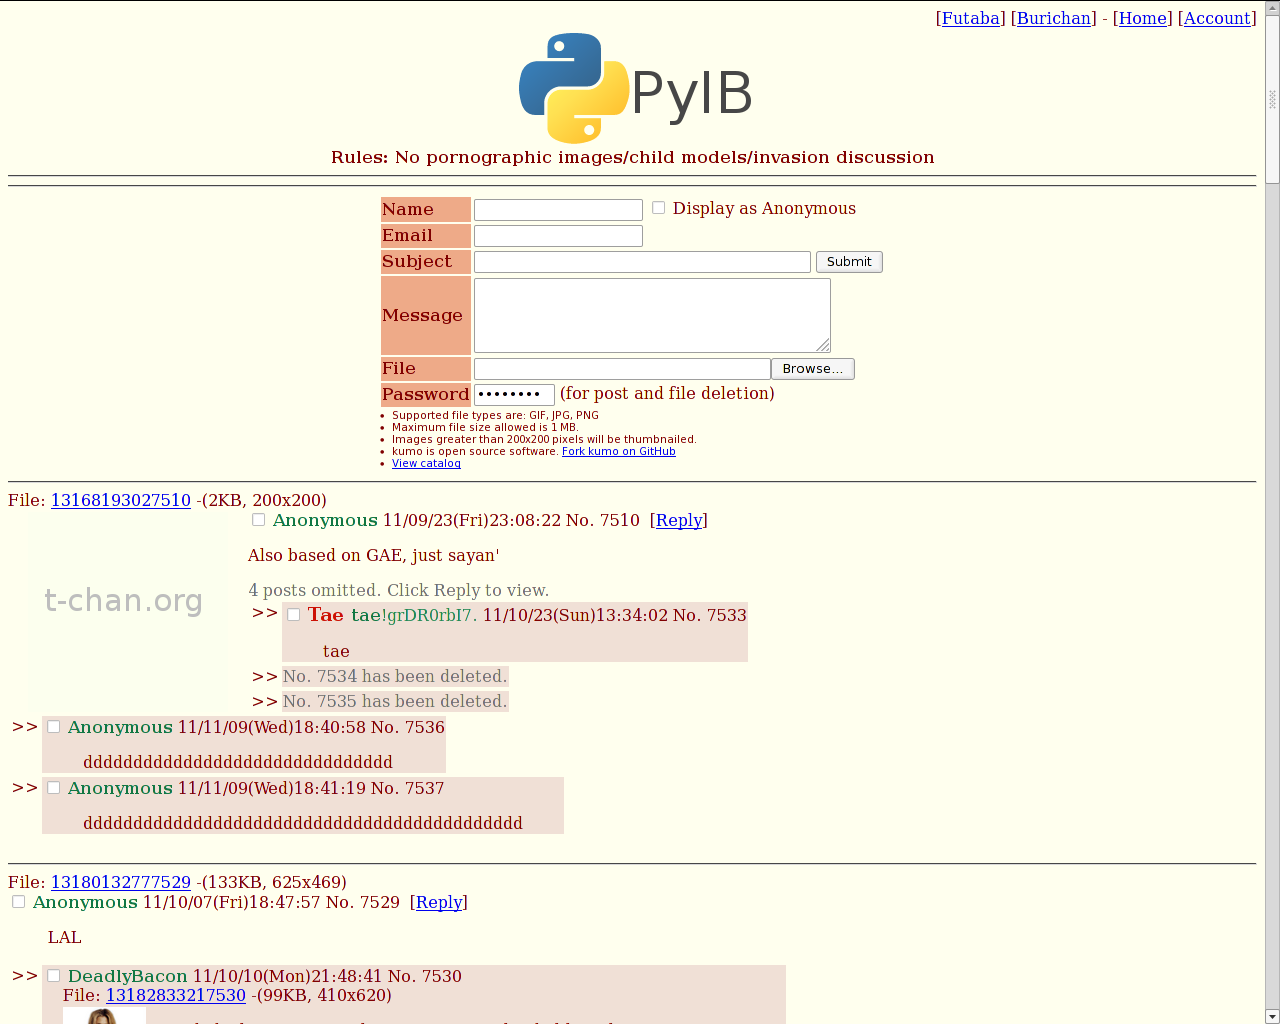 [Futaba] [Burichan] - [Home] [Account]
PyIB
Rules: No pornographic images/child models/invasion discussion
Name
Display as Anonymous
Email
Subject
Submit
Message
File
Browse...
Password
•••••••• (for post and file deletion)
• Supported file types are: GIF, JPG, PNG
• Maximum file size allowed is 1 MB.
• Images greater than 200x200 pixels will be thumbnailed.
• kumo is open source software. Fork kumo on GitHub
• View catalog
File: 13168193027510 -(2KB, 200x200)
Anonymous 11/09/23(Fri)23:08:22 No. 7510 [Reply]
Also based on GAE, just sayan'
t-chan.org
4 posts omitted. Click Reply to view.
>> Tae tae!grDR0rbI7. 11/10/23(Sun)13:34:02 No. 7533
tae
>> No. 7534 has been deleted.
>> No. 7535 has been deleted.
>> Anonymous 11/11/09(Wed)18:40:58 No. 7536
ddddddddddddddddddddddddddddddd
>> Anonymous 11/11/09(Wed)18:41:19 No. 7537
dddddddddddddddddddddddddddddddddddddddddddd
File: 13180132777529 -(133KB, 625x469)
Anonymous 11/10/07(Fri)18:47:57 No. 7529 [Reply]
LAL
>> DeadlyBacon 11/10/10(Mon)21:48:41 No. 7530
File: 13182833217530 -(99KB, 410x620)